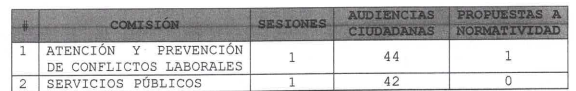 # COMISIÓN SESIONES AUDIENCIAS CIUDADANAS PROPUESTAS A NORMATIVIDAD
1 ATENCIÓN Y PREVENCIÓN DE CONFLICTOS LABORALES 1 44 1
2 SERVICIOS PÚBLICOS 1 42 0